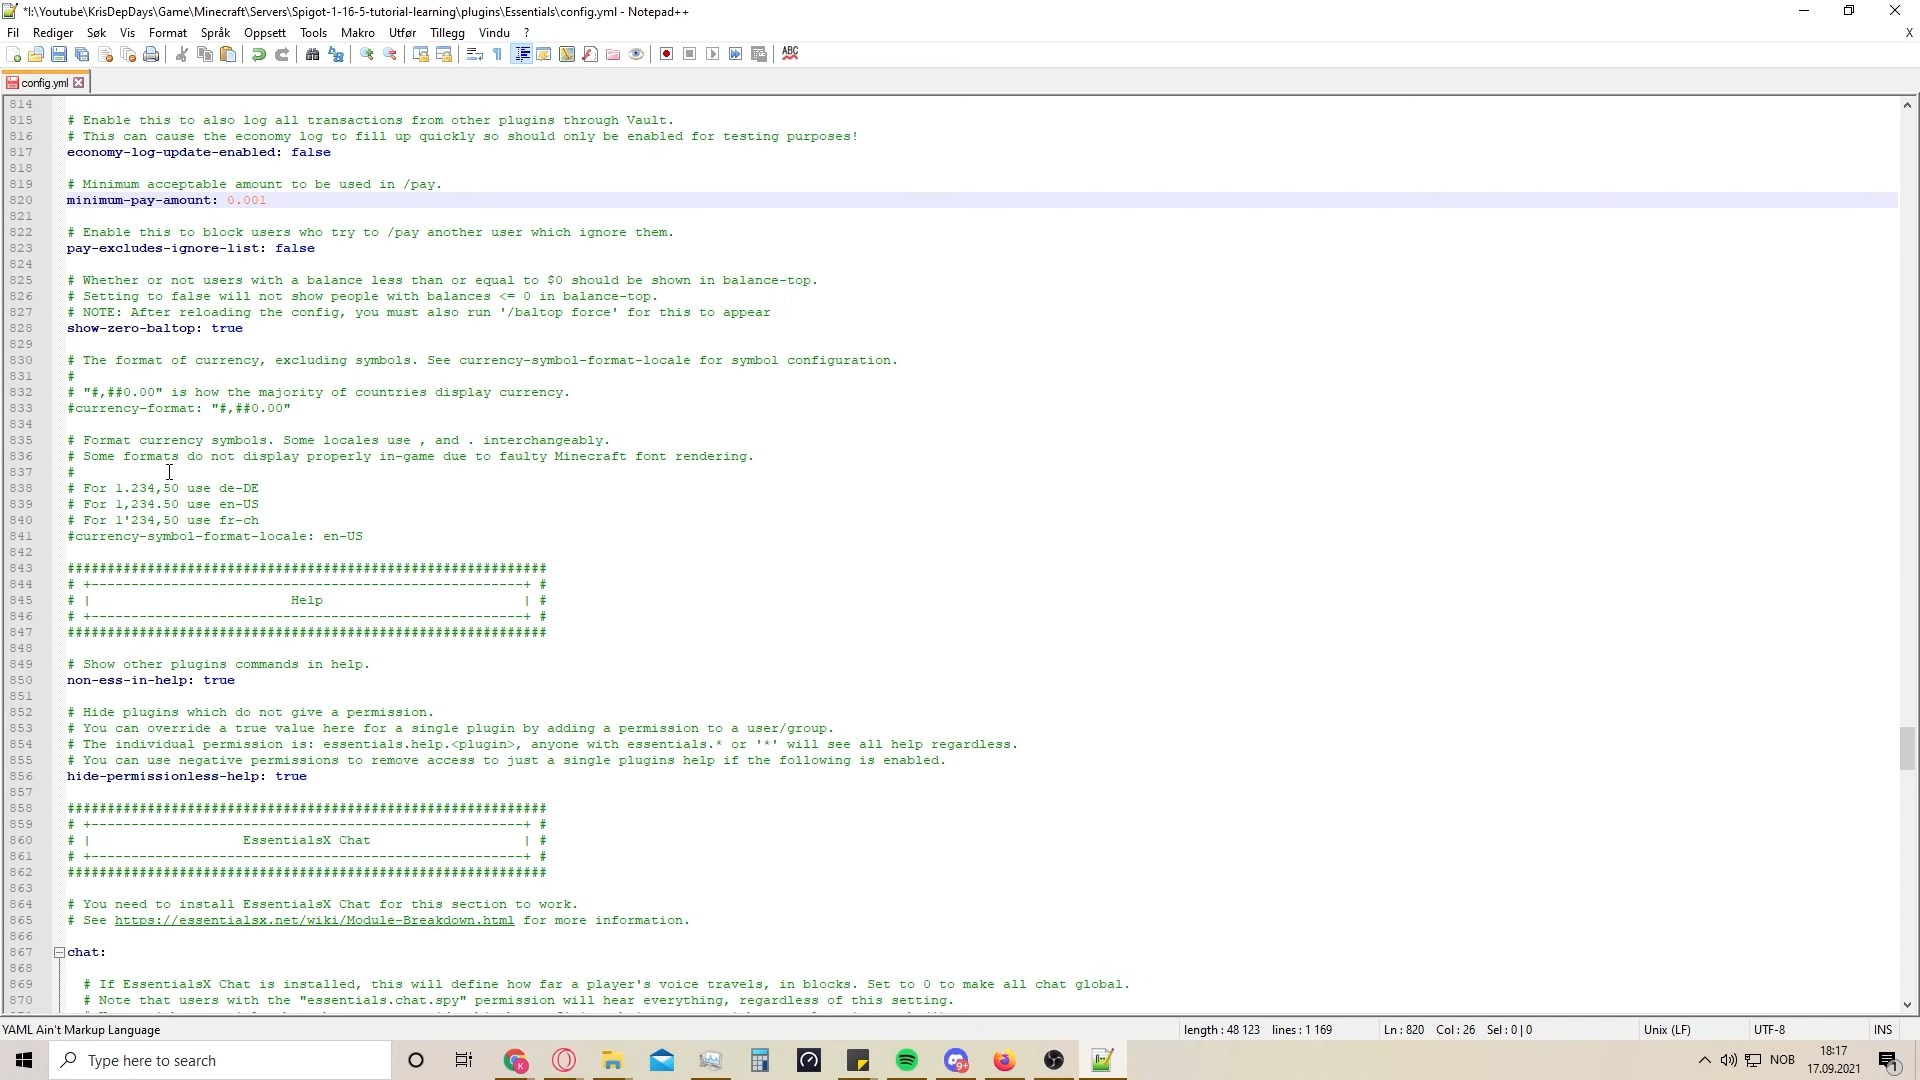 *I:\Youtube\KrisDepDays\Game\Minecraft\Servers\Spigot-1-16-5-tutorial-learning\plugins\Essentials\config.yml - Notepad++
Fil Rediger Søk Vis Format Språk Oppsett Tools Makro Utfør Tillegg Vindu ? X
ABC
config.yml
814
815 # Enable this to also log all transactions from other plugins through Vault.
816 # This can cause the economy log to fill up quickly so should only be enabled for testing purposes!
817 economy-log-update-enabled: false
818
819 # Minimum acceptable amount to be used in /pay.
820 minimum-pay-amount: 0.001
821
822 # Enable this to block users who try to /pay another user which ignore them.
823 pay-excludes-ignore-list: false
824
825 # Whether or not users with a balance less than or equal to $0 should be shown in balance-top.
826 # Setting to false will not show people with balances <= 0 in balance-top.
827 # NOTE: After reloading the config, you must also run '/baltop force' for this to appear
828 show-zero-baltop: true
829
830 # The format of currency, excluding symbols. See currency-symbol-format-locale for symbol configuration.
831 #
832 # "#,##0.00" is how the majority of countries display currency.
833 #currency-format: "#,##0.00"
834
835 # Format currency symbols. Some locales use , and . interchangeably.
836 # Some formats do not display properly in-game due to faulty Minecraft font rendering.
837 #
838 # For 1.234,50 use de-DE
839 # For 1,234.50 use en-US
840 # For 1'234,50 use fr-ch
841 #currency-symbol-format-locale: en-US
842
843 ############################################################
844 # +------------------------------------------------------+ #
845 # | Help | #
846 # +------------------------------------------------------+ #
847 ############################################################
848
849 # Show other plugins commands in help.
850 non-ess-in-help: true
851
852 # Hide plugins which do not give a permission.
853 # You can override a true value here for a single plugin by adding a permission to a user/group.
854 # The individual permission is: essentials.help.<plugin>, anyone with essentials.* or '*' will see all help regardless.
855 # You can use negative permissions to remove access to just a single plugins help if the following is enabled.
856 hide-permissionless-help: true
857
858 ############################################################
859 # +------------------------------------------------------+ #
860 # | EssentialsX Chat | #
861 # +------------------------------------------------------+ #
862 ############################################################
863
864 # You need to install EssentialsX Chat for this section to work.
865 # See https://essentialsx.net/wiki/Module-Breakdown.html for more information.
866
867 chat:
868
869 # If EssentialsX Chat is installed, this will define how far a player's voice travels, in blocks. Set to 0 to make all chat global.
870 # Note that users with the "essentials.chat.spy" permission will hear everything, regardless of this setting.
YAML Ain't Markup Language length : 48 123 lines : 1 169 Ln : 820 Col : 26 Sel : 0 | 0 Unix (LF) UTF-8 INS
Type here to search
9+
NOB
18:17
17.09.2021
1